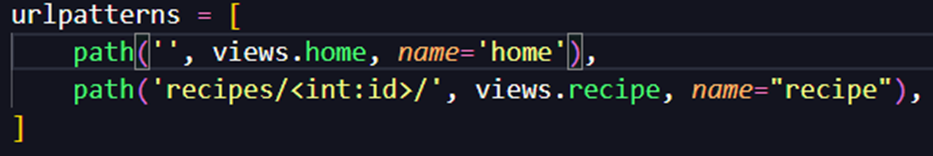 urlpatterns = [
    path('', views.home, name='home'),
    path('recipes/<int:id>/', views.recipe, name="recipe"),
]